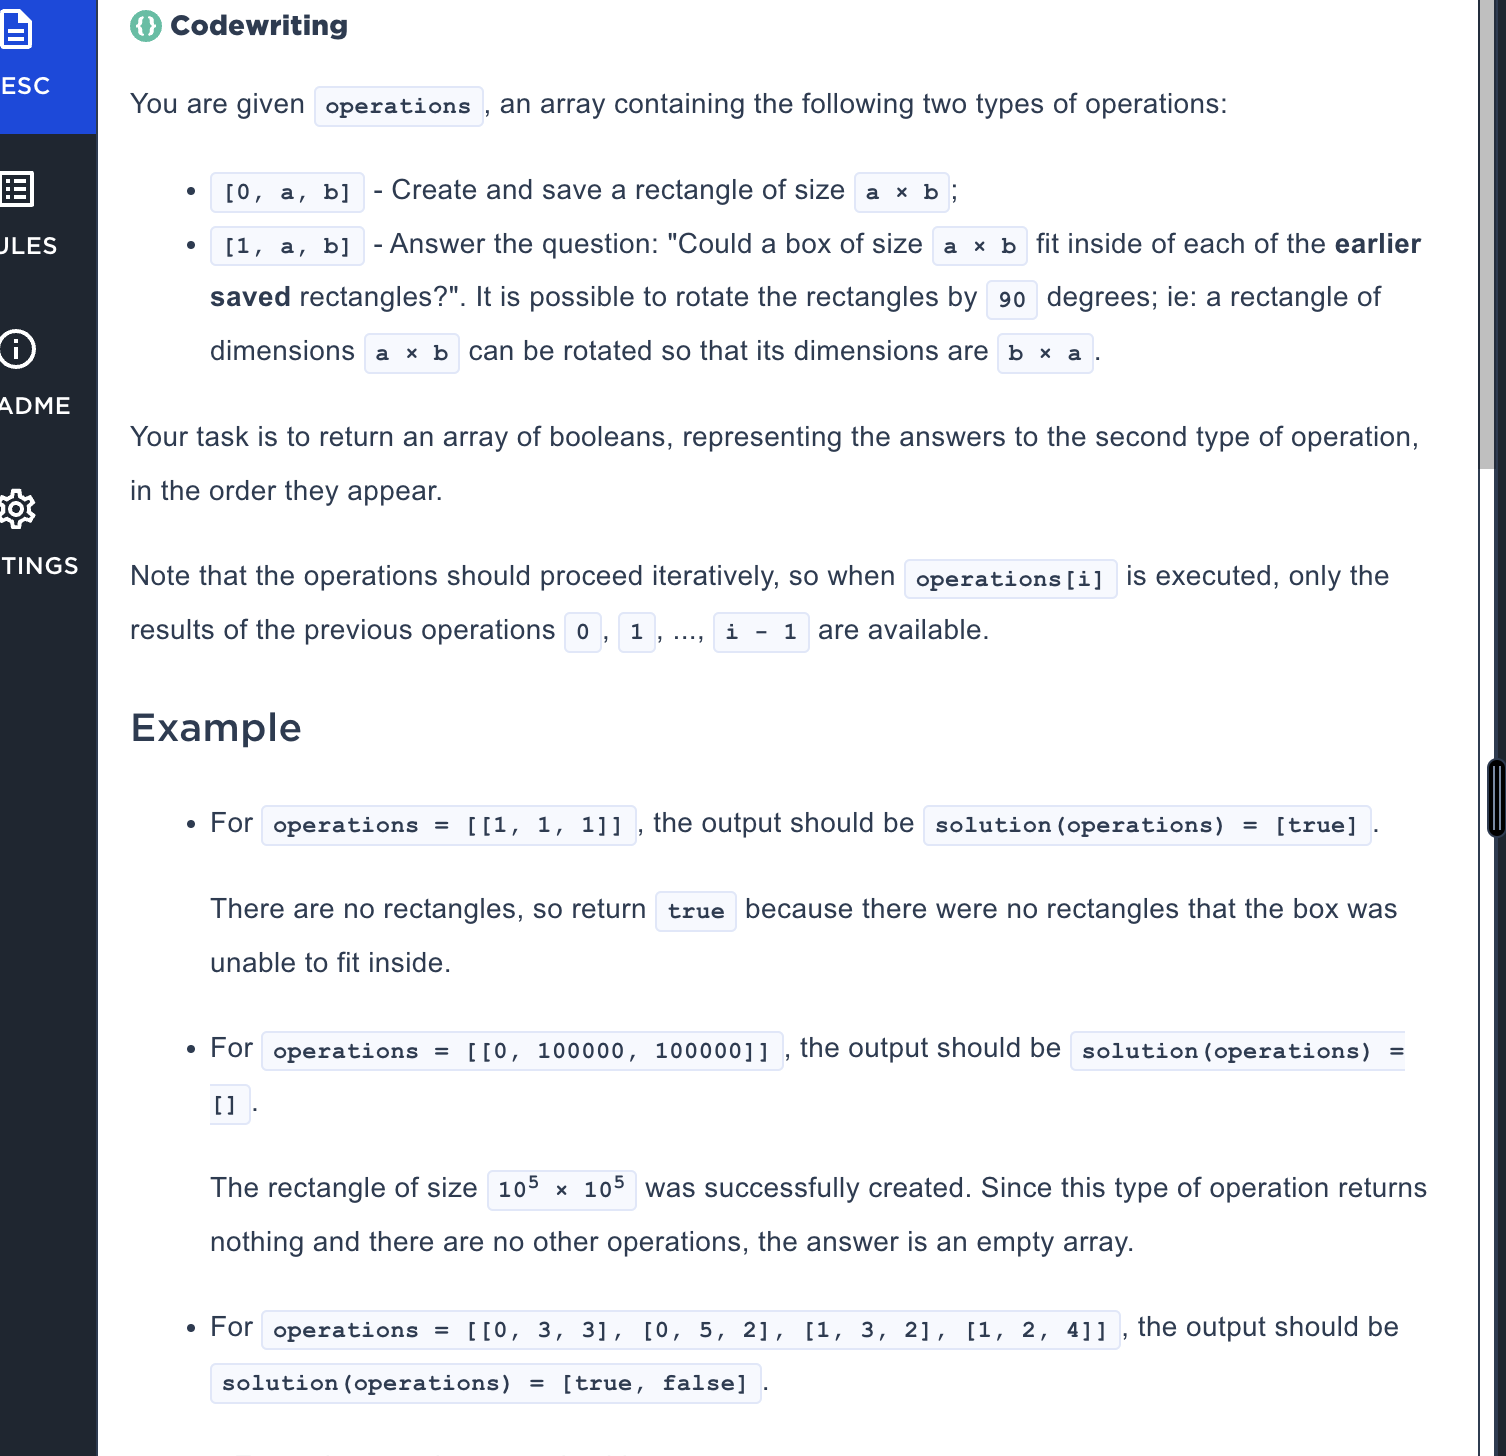 Codewriting
ESC
You are given operations, an array containing the following two types of operations:
[0, a, b] - Create and save a rectangle of size a × b;
ULES
[1, a, b] - Answer the question: "Could a box of size a × b fit inside of each of the earlier
saved rectangles?". It is possible to rotate the rectangles by 90 degrees; ie: a rectangle of
dimensions a × b can be rotated so that its dimensions are b × a.
ADME
Your task is to return an array of booleans, representing the answers to the second type of operation,
in the order they appear.
TINGS
Note that the operations should proceed iteratively, so when operations[i] is executed, only the
results of the previous operations 0, 1, ..., i - 1 are available.
Example
For operations = [[1, 1, 1]], the output should be solution(operations) = [true].
There are no rectangles, so return true because there were no rectangles that the box was
unable to fit inside.
For operations = [[0, 100000, 100000]], the output should be solution(operations) =
[].
The rectangle of size 10⁵ × 10⁵ was successfully created. Since this type of operation returns
nothing and there are no other operations, the answer is an empty array.
For operations = [[0, 3, 3], [0, 5, 2], [1, 3, 2], [1, 2, 4]], the output should be
solution(operations) = [true, false].